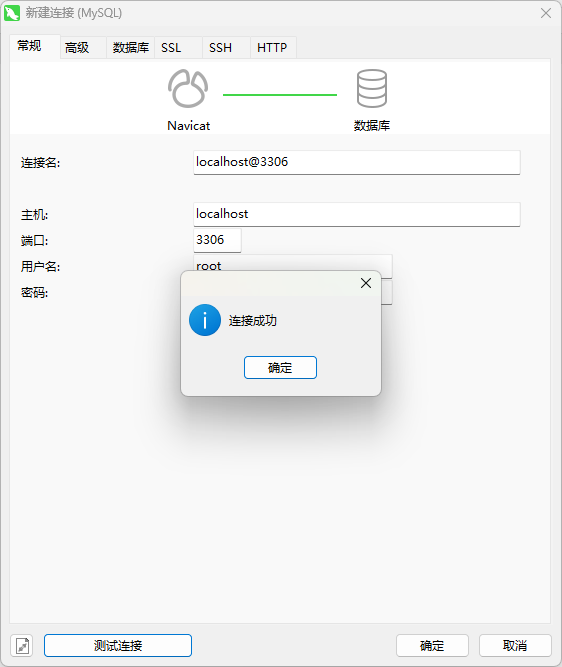 新建连接 (MySQL)
常规 高级 数据库 SSL SSH HTTP
Navicat 数据库
连接名: localhost@3306
主机: localhost
端口: 3306
用户名: root
密码:
连接成功
确定
测试连接 确定 取消